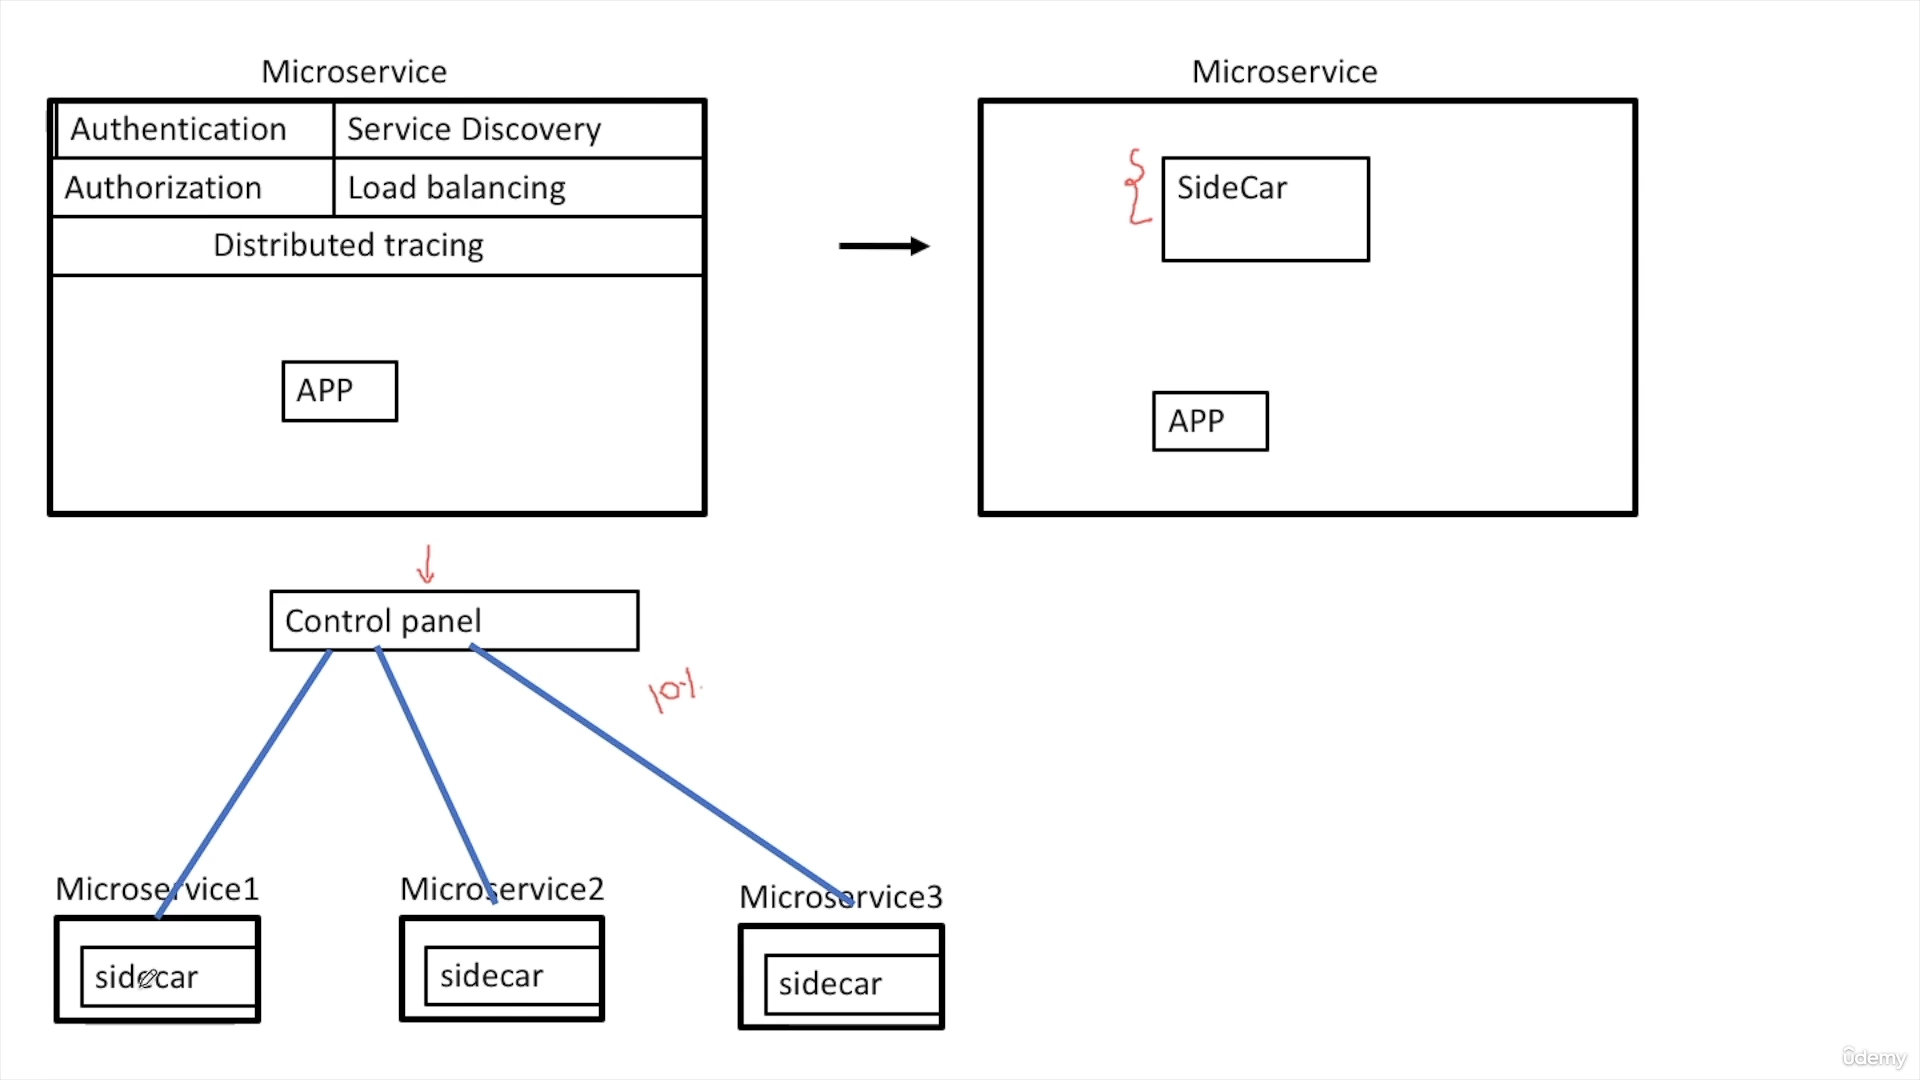 Microservice
Authentication
Service Discovery
Authorization
Load balancing
Distributed tracing
APP
Microservice
SideCar
APP
Control panel
10%
Microservice1
sidecar
Microservice2
sidecar
Microservice3
sidecar
ûdemy